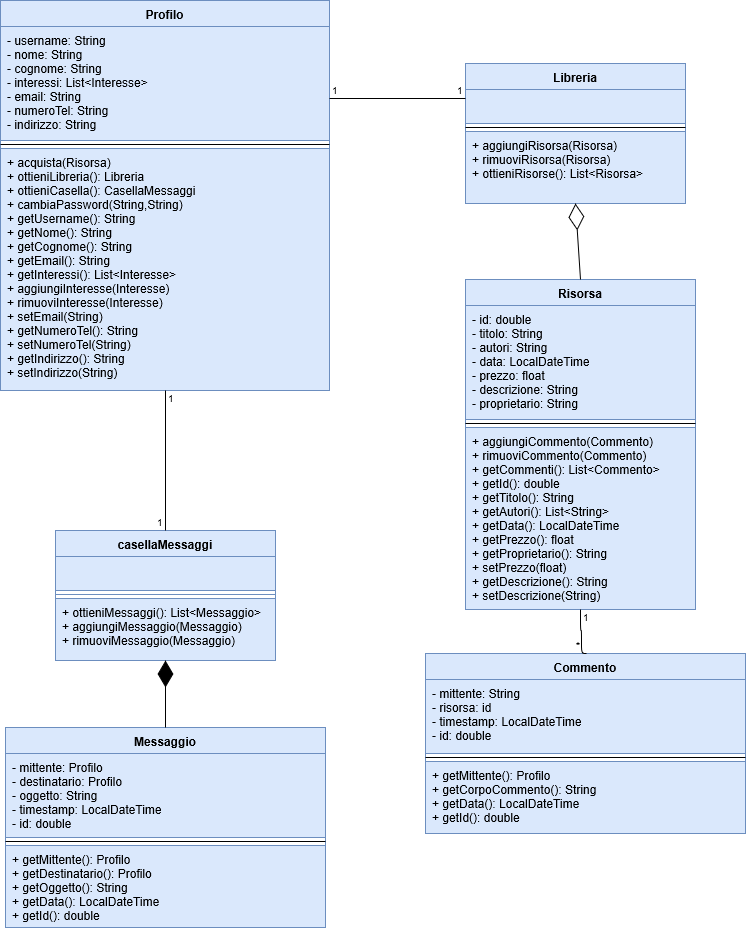 Profilo
- username: String
- nome: String
- cognome: String
- interessi: List<Interesse>
- email: String
- numeroTel: String
- indirizzo: String
+ acquista(Risorsa)
+ ottieniLibreria(): Libreria
+ ottieniCasella(): CasellaMessaggi
+ cambiaPassword(String,String)
+ getUsername(): String
+ getNome(): String
+ getCognome(): String
+ getEmail(): String
+ getInteressi(): List<Interesse>
+ aggiungiInteresse(Interesse)
+ rimuoviInteresse(Interesse)
+ setEmail(String)
+ getNumeroTel(): String
+ setNumeroTel(String)
+ getIndirizzo(): String
+ setIndirizzo(String)
1
1
Libreria
+ aggiungiRisorsa(Risorsa)
+ rimuoviRisorsa(Risorsa)
+ ottieniRisorse(): List<Risorsa>
Risorsa
- id: double
- titolo: String
- autori: String
- data: LocalDateTime
- prezzo: float
- descrizione: String
- proprietario: String
+ aggiungiCommento(Commento)
+ rimuoviCommento(Commento)
+ getCommenti(): List<Commento>
+ getId(): double
+ getTitolo(): String
+ getAutori(): List<String>
+ getData(): LocalDateTime
+ getPrezzo(): float
+ getProprietario(): String
+ setPrezzo(float)
+ getDescrizione(): String
+ setDescrizione(String)
1
*
Commento
- mittente: String
- risorsa: id
- timestamp: LocalDateTime
- id: double
+ getMittente(): Profilo
+ getCorpoCommento(): String
+ getData(): LocalDateTime
+ getId(): double
1
1
casellaMessaggi
+ ottieniMessaggi(): List<Messaggio>
+ aggiungiMessaggio(Messaggio)
+ rimuoviMessaggio(Messaggio)
Messaggio
- mittente: Profilo
- destinatario: Profilo
- oggetto: String
- timestamp: LocalDateTime
- id: double
+ getMittente(): Profilo
+ getDestinatario(): Profilo
+ getOggetto(): String
+ getData(): LocalDateTime
+ getId(): double